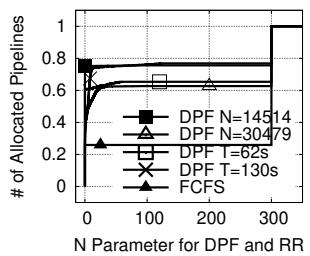 # of Allocated Pipelines
1
0.8
0.6
0.4
0.2
0
DPF N=14514
DPF N=30479
DPF T=62s
DPF T=130s
FCFS
0 100 200 300
N Parameter for DPF and RR